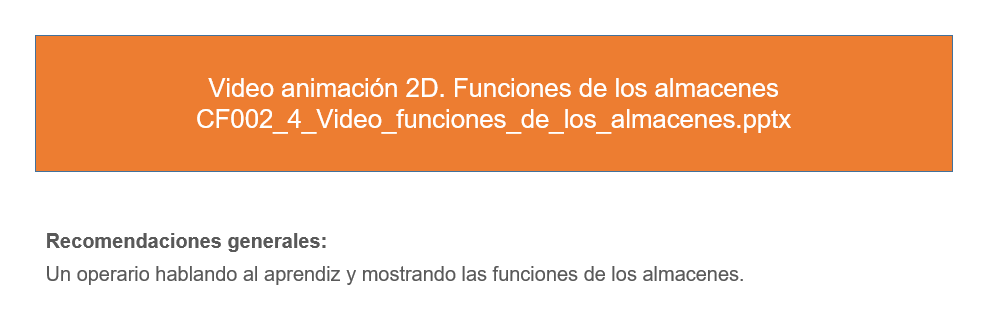 Video animación 2D. Funciones de los almacenes
CF002_4_Video_funciones_de_los_almacenes.pptx
Recomendaciones generales:
Un operario hablando al aprendiz y mostrando las funciones de los almacenes.